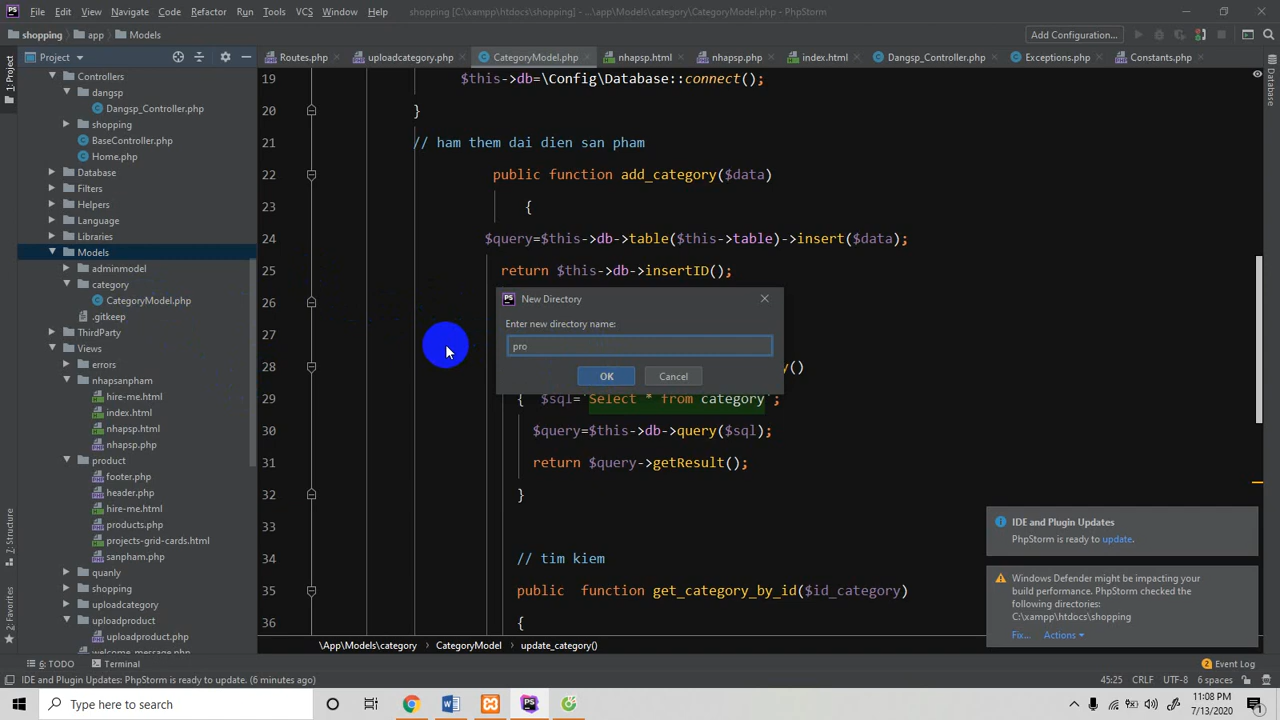 File Edit View Navigate Code Refactor Run Tools VCS Window Help shopping [C:\xampp\htdocs\shopping] - ...\app\Models\category\CategoryModel.php - PhpStorm
shopping app Models Add Configuration...
Project Routes.php uploadcategory.php CategoryModel.php nhapsp.html nhapsp.php index.html Dangsp_Controller.php Exceptions.php Constants.php
1: Project
Database
7: Structure
2: Favorites
Controllers
dangsp
Dangsp_Controller.php
shopping
BaseController.php
Home.php
Database
Filters
Helpers
Language
Libraries
Models
adminmodel
category
CategoryModel.php
.gitkeep
ThirdParty
Views
errors
nhapsanpham
hire-me.html
index.html
nhapsp.html
nhapsp.php
product
footer.php
header.php
hire-me.html
products.php
projects-grid-cards.html
sanpham.php
quanly
shopping
uploadcategory
uploadproduct
uploadproduct.php
welcome_message.php
19 $this->db=\Config\Database::connect();
20 }
21 // ham them dai dien san pham
22 public function add_category($data)
23 {
24 $query=$this->db->table($this->table)->insert($data);
25 return $this->db->insertID();
26
27
28 y()
29 { $sql='Select * from category';
30 $query=$this->db->query($sql);
31 return $query->getResult();
32 }
33
34 // tim kiem
35 public function get_category_by_id($id_category)
36 {
New Directory
Enter new directory name:
pro
OK Cancel
IDE and Plugin Updates
PhpStorm is ready to update.
Windows Defender might be impacting your
build performance. PhpStorm checked the
following directories:
C:\xampp\htdocs\shopping
Fix... Actions
\App\Models\category CategoryModel update_category()
6: TODO Terminal 2 Event Log
IDE and Plugin Updates: PhpStorm is ready to update. (6 minutes ago) 45:25 CRLF UTF-8 6 spaces
Type here to search
11:08 PM
7/13/2020